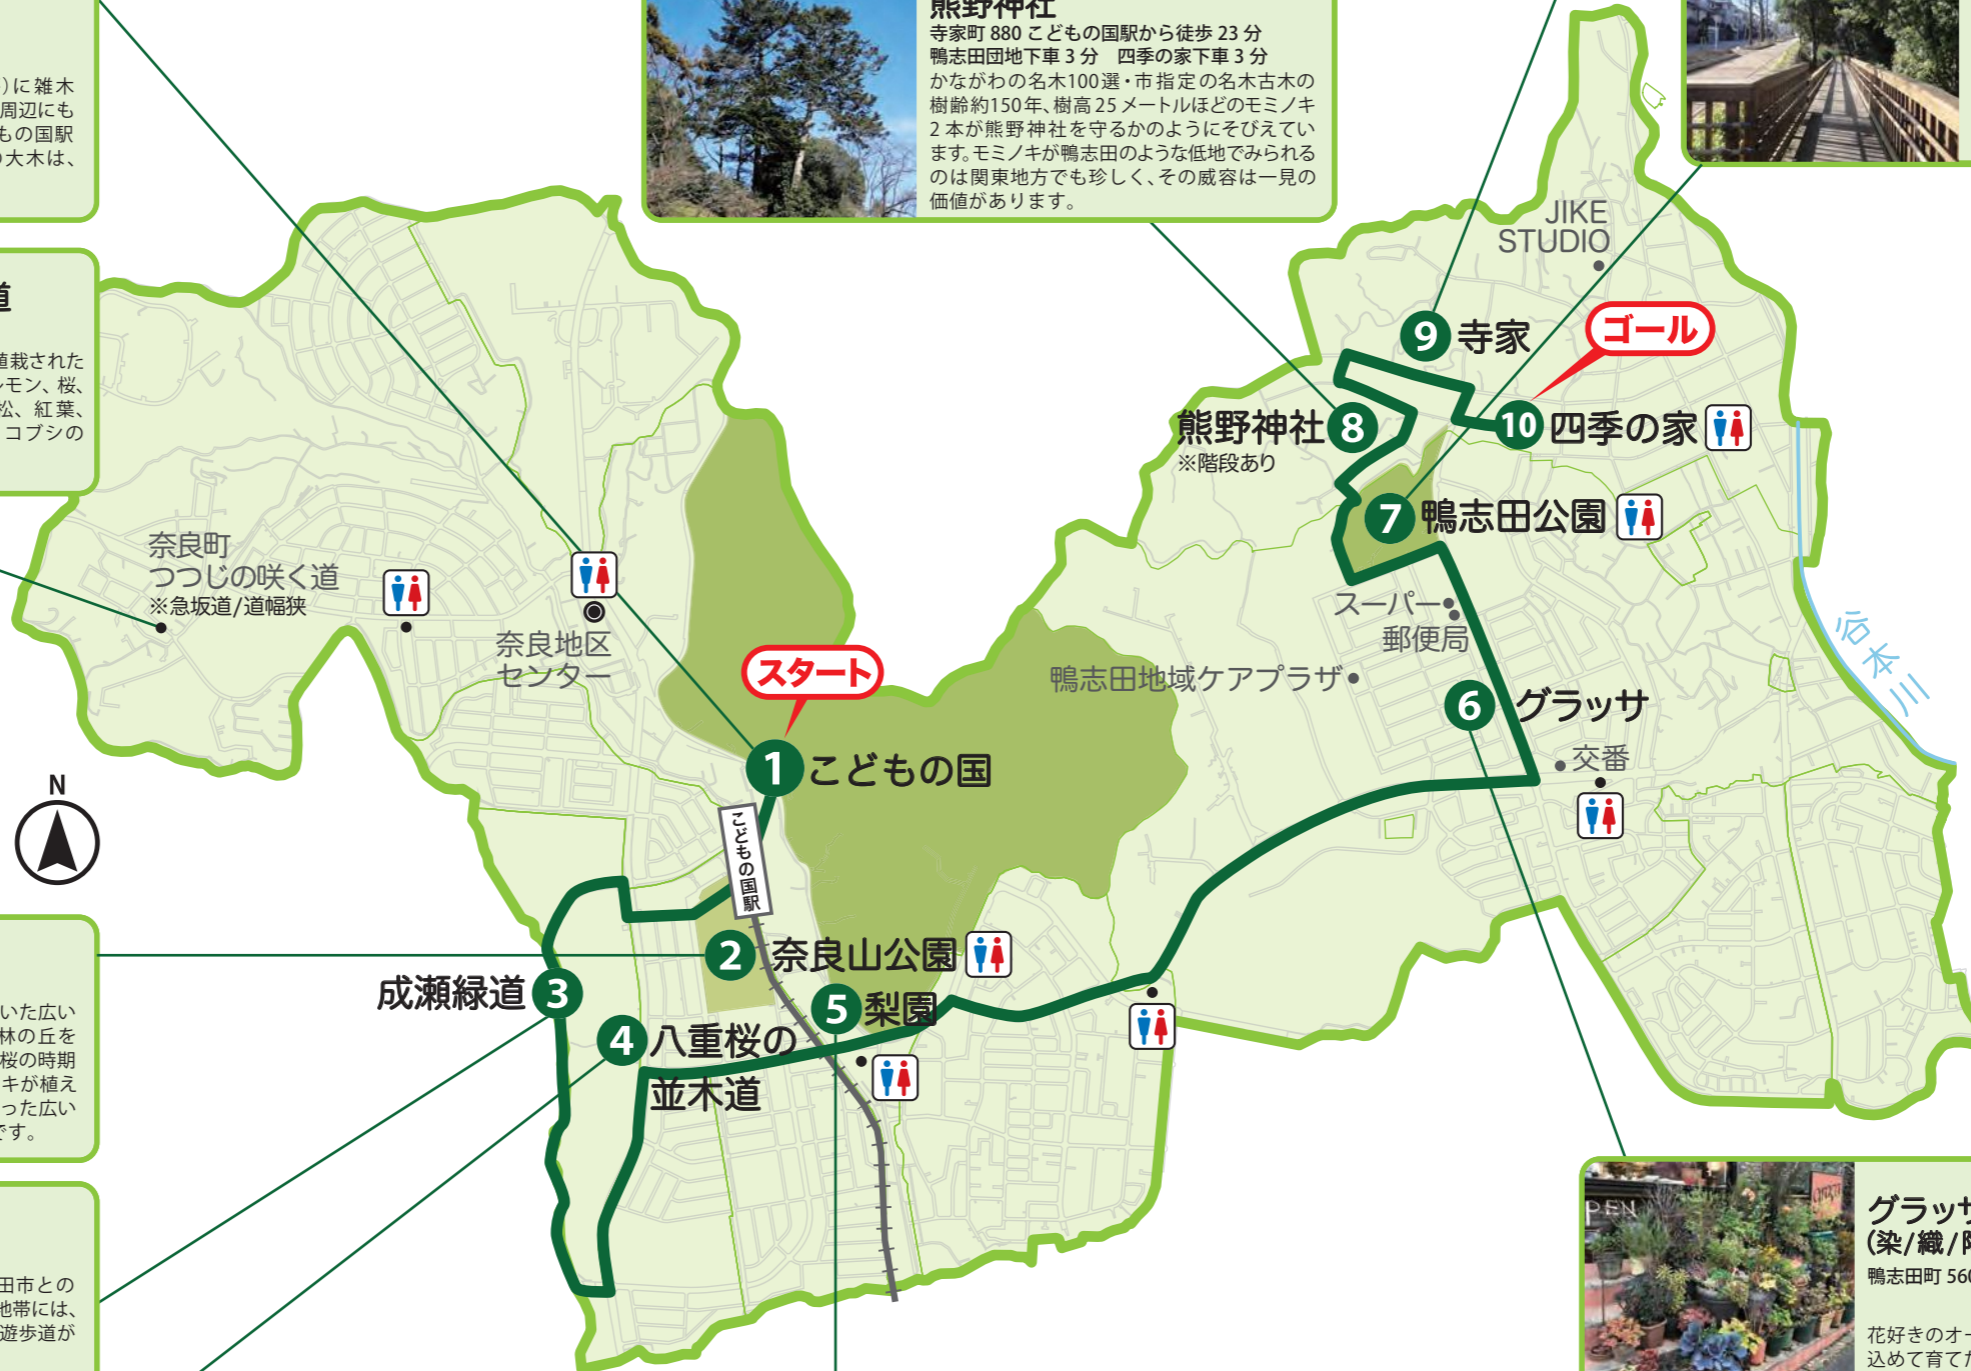 )に雑木
周辺にも
もの国駅
の大木は、
道
植栽された
レモン、桜、
松、紅葉、
コブシの
いた広い
林の丘を
桜の時期
キが植え
った広い
です。
田市との
地帯には、
遊歩道が
熊野神社
寺家町 880 こどもの国駅から徒歩 23 分
鴨志田団地下車 3 分　四季の家下車 3 分
かながわの名木100選・市指定の名木古木の
樹齢約150年、樹高 25 メートルほどのモミノキ
2 本が熊野神社を守るかのようにそびえてい
ます。モミノキが鴨志田のような低地でみられる
のは関東地方でも珍しく、その威容は一見の
価値があります。
JIKE
STUDIO
9 寺家
ゴール
熊野神社 8
※階段あり
10 四季の家
7 鴨志田公園
奈良町
つつじの咲く道
※急坂道/道幅狭
奈良地区
センター
スーパー
郵便局
谷本川
スタート
鴨志田地域ケアプラザ
6 グラッサ
交番
1 こどもの国
N
こどもの国駅
2 奈良山公園
成瀬緑道 3
5 梨園
4 八重桜の
並木道
PEN
OPEN
グラッサ
(染/織/陶
鴨志田町 560
花好きのオー
込めて育てた